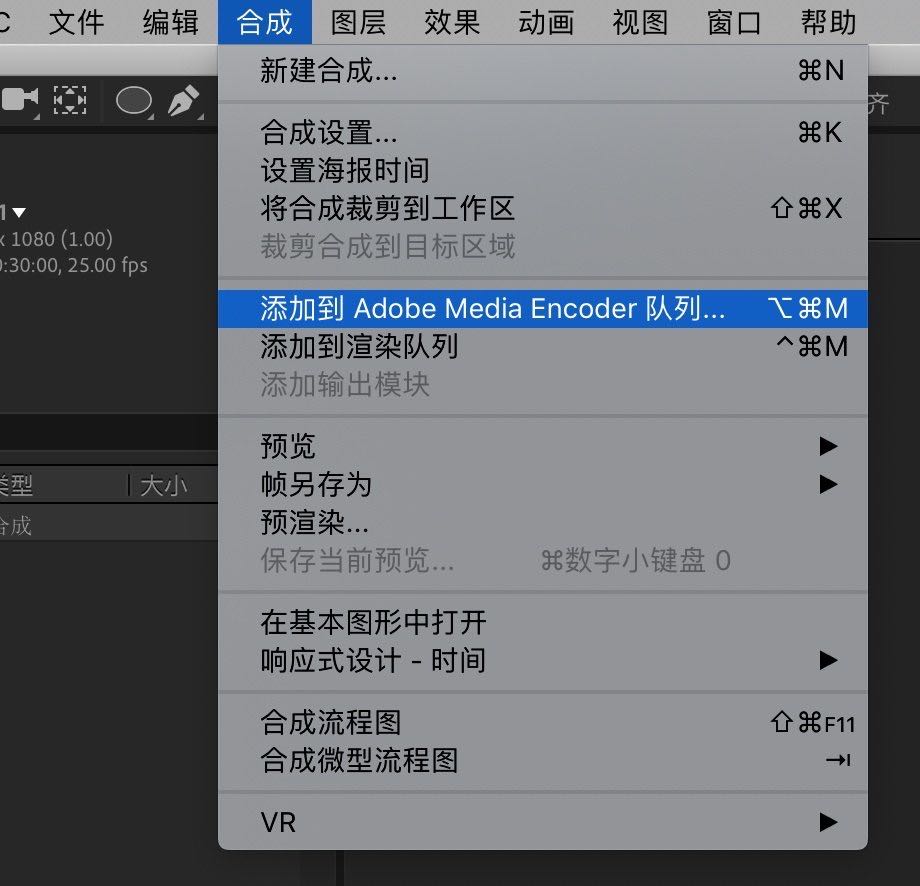 C 文件 编辑 合成 图层 效果 动画 视图 窗口 帮助
新建合成... ⌘N
齐
合成设置... ⌘K
设置海报时间
将合成裁剪到工作区 ⇧⌘X
裁剪合成到目标区域
1▼
x 1080 (1.00)
0:30:00, 25.00 fps
添加到 Adobe Media Encoder 队列... ⌥⌘M
添加到渲染队列 ^⌘M
添加输出模块
预览 ▶
帧另存为 ▶
类型 大小
预渲染...
合成
保存当前预览... ⌘数字小键盘 0
在基本图形中打开
响应式设计 - 时间 ▶
合成流程图 ⇧⌘F11
合成微型流程图 ⇥
VR ▶